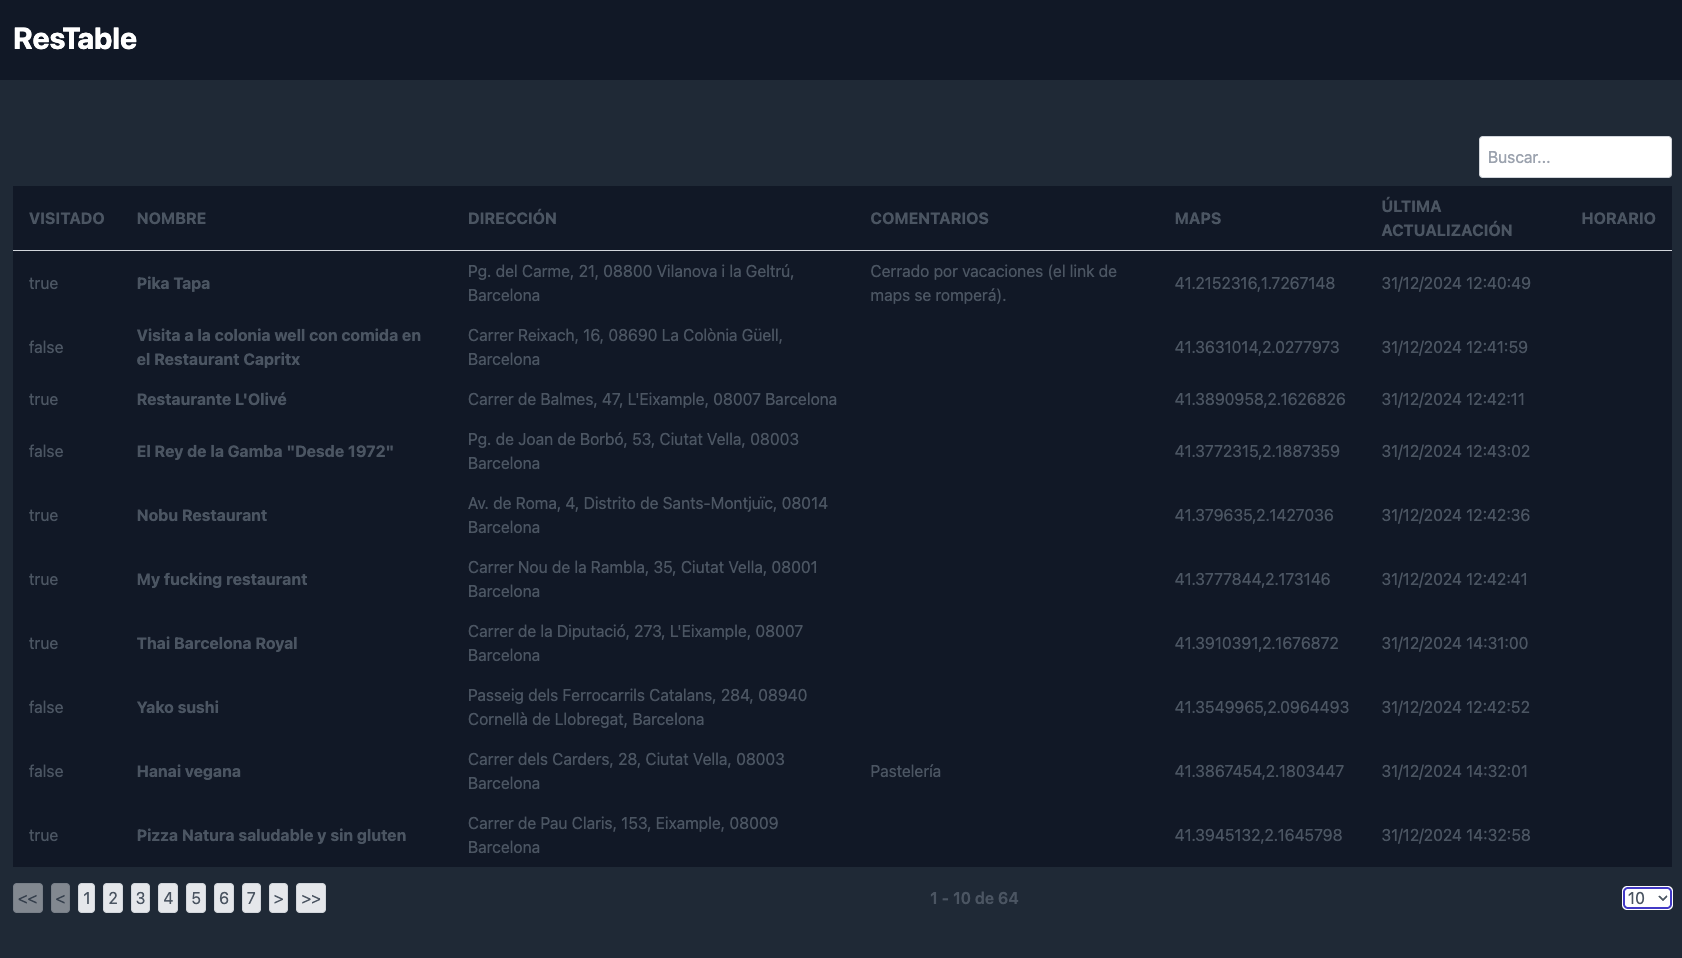 ResTable
Buscar...
VISITADO NOMBRE DIRECCIÓN COMENTARIOS MAPS ÚLTIMA ACTUALIZACIÓN HORARIO
true Pika Tapa Pg. del Carme, 21, 08800 Vilanova i la Geltrú, Barcelona Cerrado por vacaciones (el link de maps se romperá). 41.2152316,1.7267148 31/12/2024 12:40:49
false Visita a la colonia well con comida en el Restaurant Capritx Carrer Reixach, 16, 08690 La Colònia Güell, Barcelona 41.3631014,2.0277973 31/12/2024 12:41:59
true Restaurante L'Olivé Carrer de Balmes, 47, L'Eixample, 08007 Barcelona 41.3890958,2.1626826 31/12/2024 12:42:11
false El Rey de la Gamba "Desde 1972" Pg. de Joan de Borbó, 53, Ciutat Vella, 08003 Barcelona 41.3772315,2.1887359 31/12/2024 12:43:02
true Nobu Restaurant Av. de Roma, 4, Distrito de Sants-Montjuïc, 08014 Barcelona 41.379635,2.1427036 31/12/2024 12:42:36
true My fucking restaurant Carrer Nou de la Rambla, 35, Ciutat Vella, 08001 Barcelona 41.3777844,2.173146 31/12/2024 12:42:41
true Thai Barcelona Royal Carrer de la Diputació, 273, L'Eixample, 08007 Barcelona 41.3910391,2.1676872 31/12/2024 14:31:00
false Yako sushi Passeig dels Ferrocarrils Catalans, 284, 08940 Cornellà de Llobregat, Barcelona 41.3549965,2.0964493 31/12/2024 12:42:52
false Hanai vegana Carrer dels Carders, 28, Ciutat Vella, 08003 Barcelona Pastelería 41.3867454,2.1803447 31/12/2024 14:32:01
true Pizza Natura saludable y sin gluten Carrer de Pau Claris, 153, Eixample, 08009 Barcelona 41.3945132,2.1645798 31/12/2024 14:32:58
<< < 1 2 3 4 5 6 7 > >> 1 - 10 de 64 10